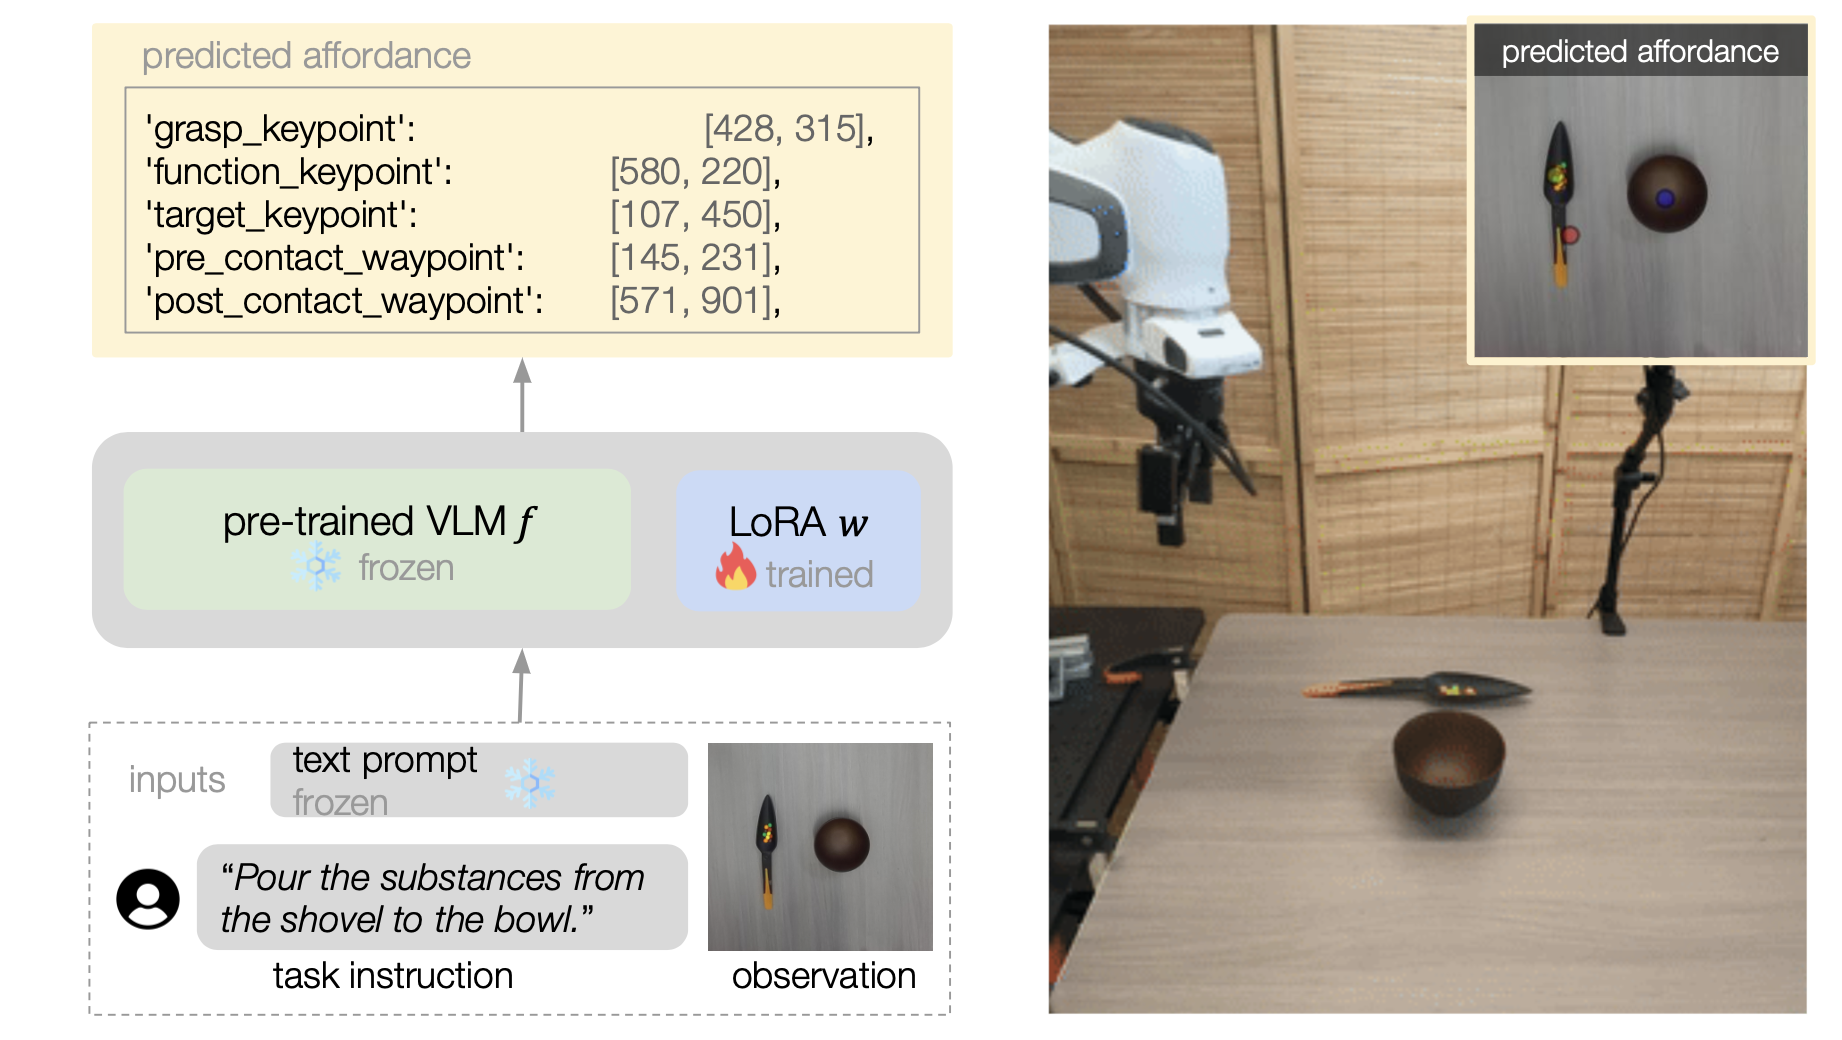 predicted affordance
'grasp_keypoint': [428, 315],
'function_keypoint': [580, 220],
'target_keypoint': [107, 450],
'pre_contact_waypoint': [145, 231],
'post_contact_waypoint': [571, 901],
pre-trained VLM f
frozen
LoRA w
trained
inputs
text prompt
frozen
“Pour the substances from
the shovel to the bowl.”
task instruction
observation
predicted affordance